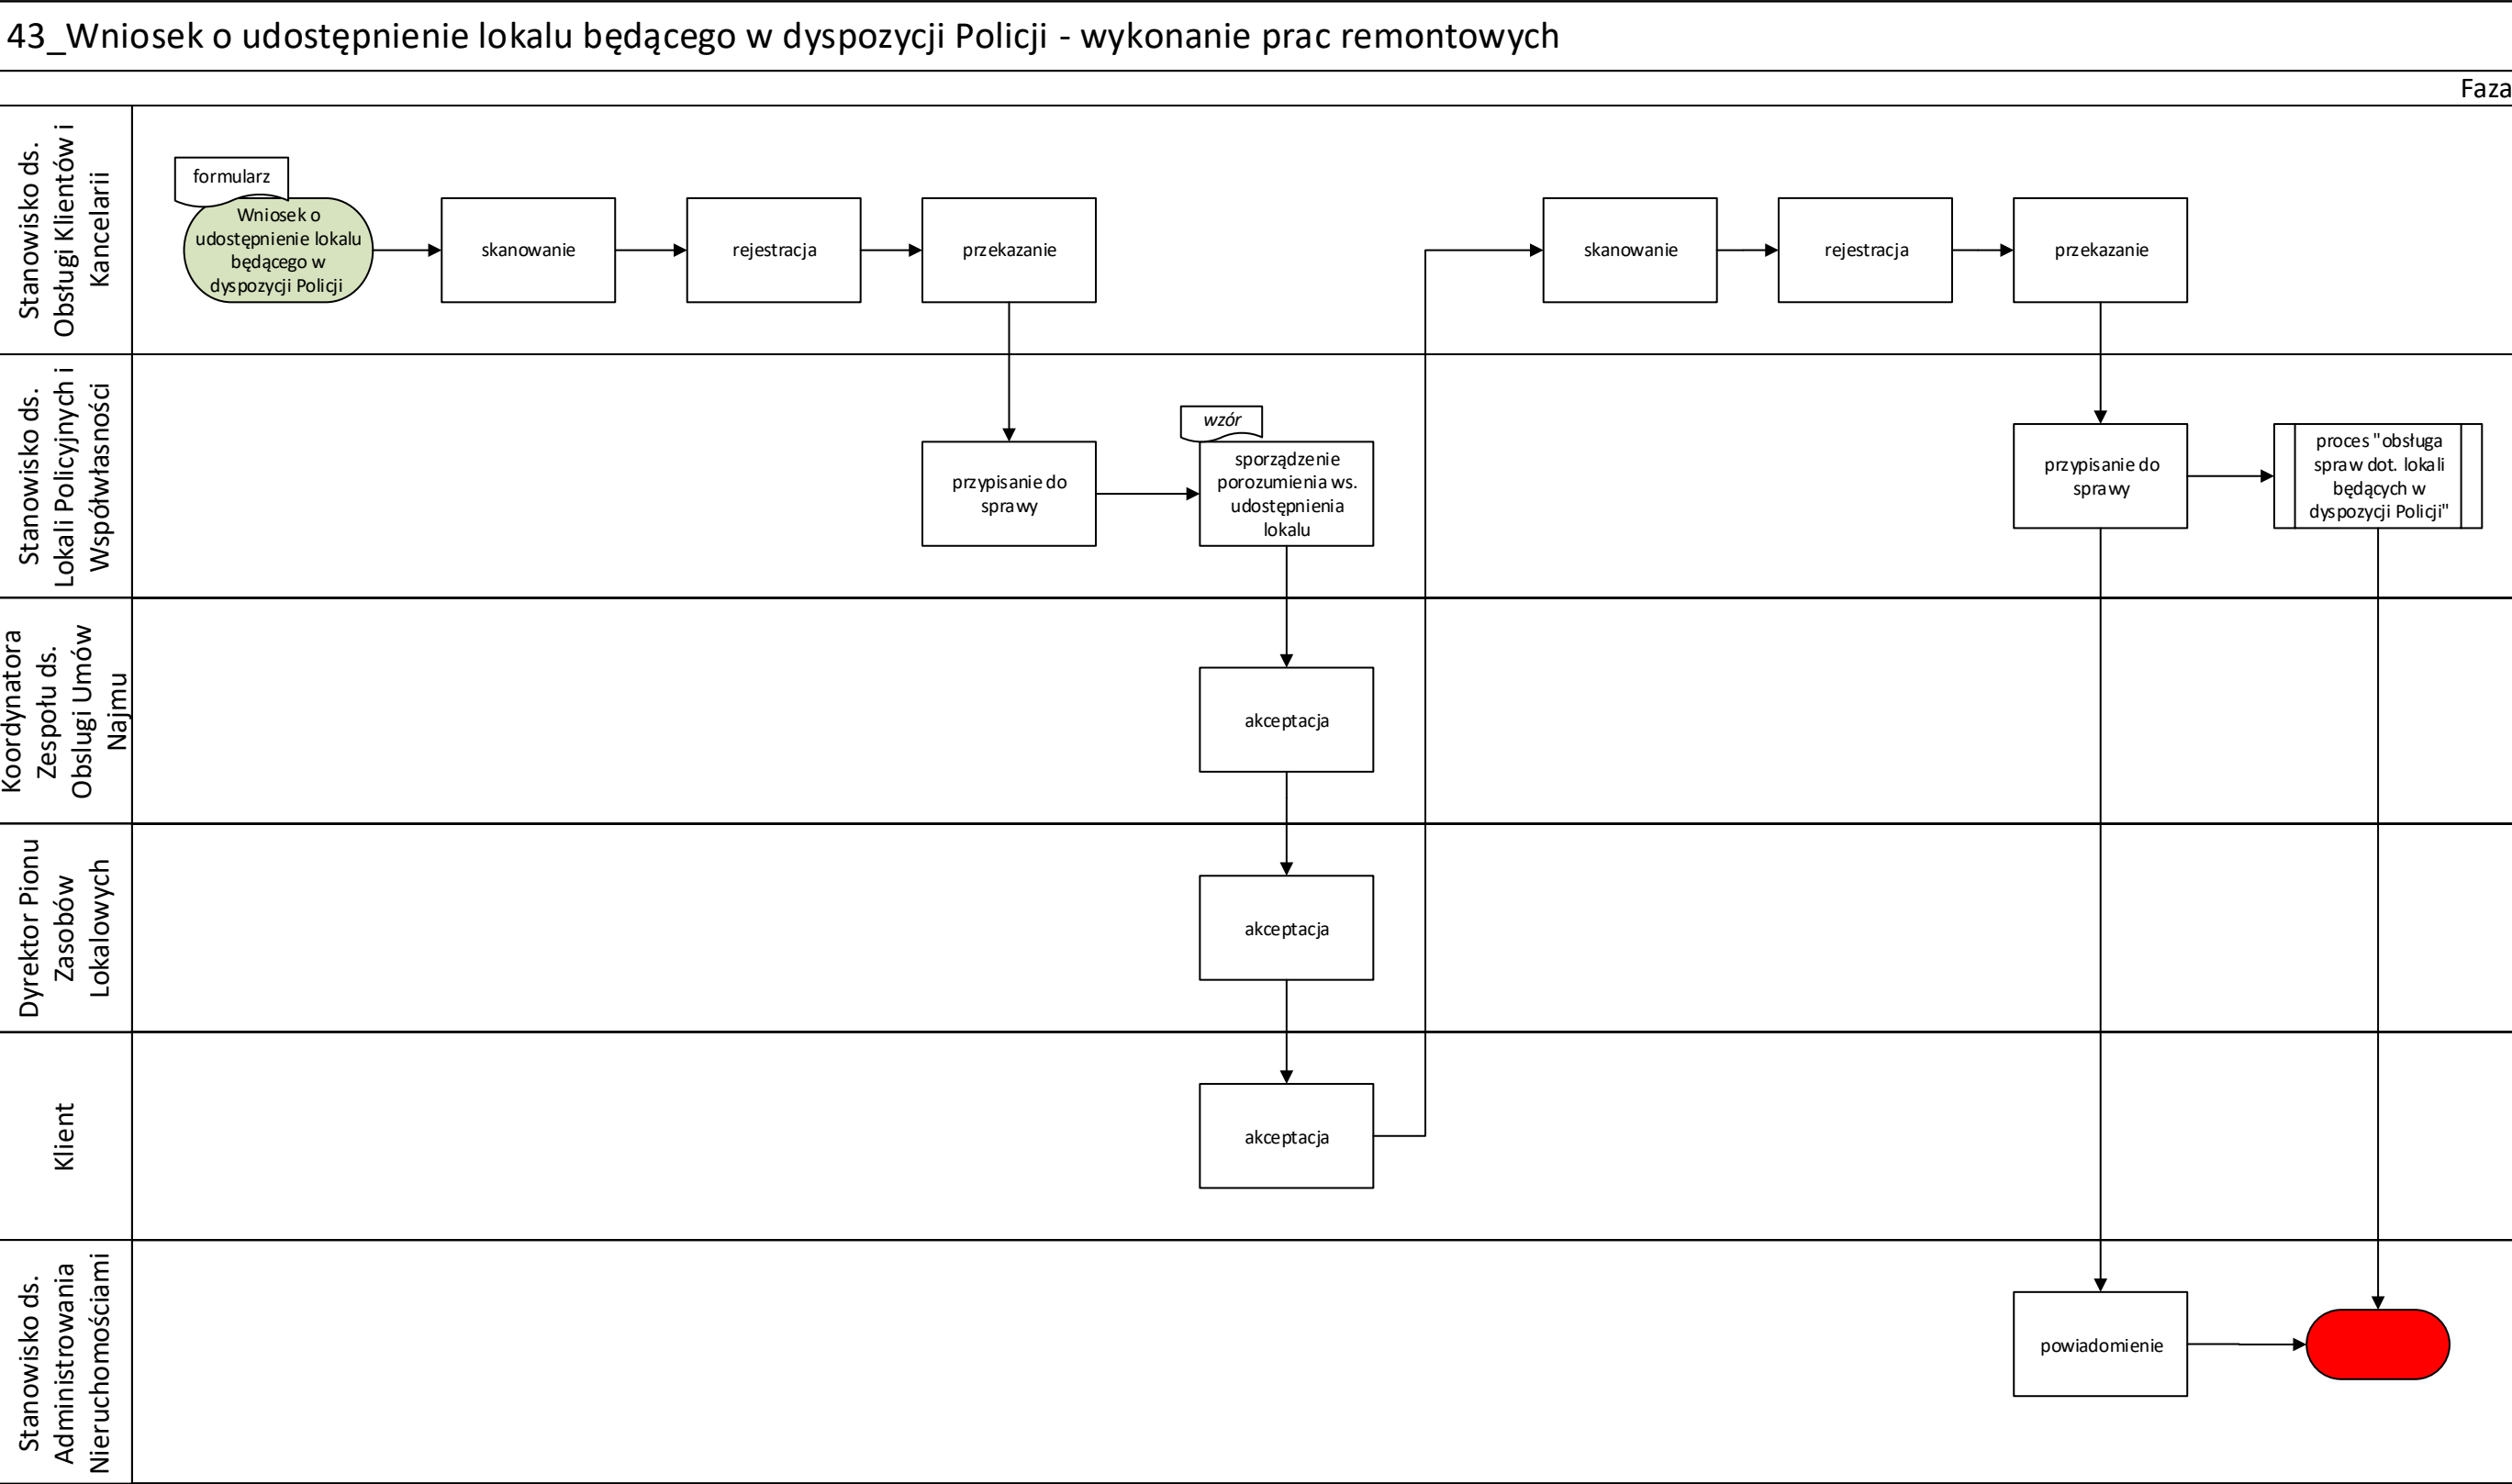 43_Wniosek o udostępnienie lokalu będącego w dyspozycji Policji - wykonanie prac remontowych
Faza
Stanowisko ds.
Obsługi Klientów i
Kancelarii
formularz
Wniosek o
udostępnienie lokalu
będącego w
dyspozycji Policji
skanowanie
rejestracja
przekazanie
skanowanie
rejestracja
przekazanie
Stanowisko ds.
Lokali Policyjnych i
Współwłasności
przypisanie do
sprawy
wzór
sporządzenie
porozumienia ws.
udostępnienia
lokalu
przypisanie do
sprawy
proces "obsługa
spraw dot. lokali
będących w
dyspozycji Policji"
Koordynatora
Zespołu ds.
Obslugi Umów
Najmu
akceptacja
Dyrektor Pionu
Zasobów
Lokalowych
akceptacja
Klient
akceptacja
Stanowisko ds.
Administrowania
Nieruchomościami
powiadomienie